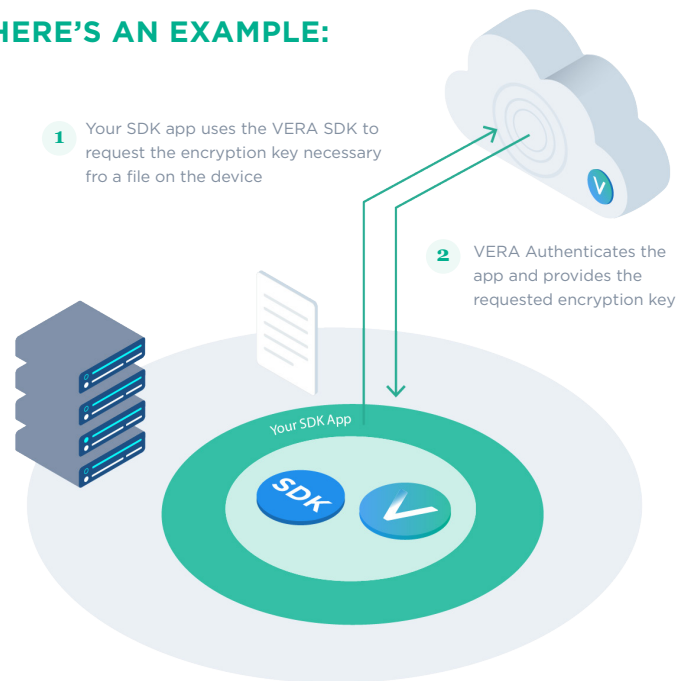 HERE'S AN EXAMPLE:
1
Your SDK app uses the VERA SDK to
request the encryption key necessary
fro a file on the device
2
VERA Authenticates the
app and provides the
requested encryption key
Your SDK App
SDK